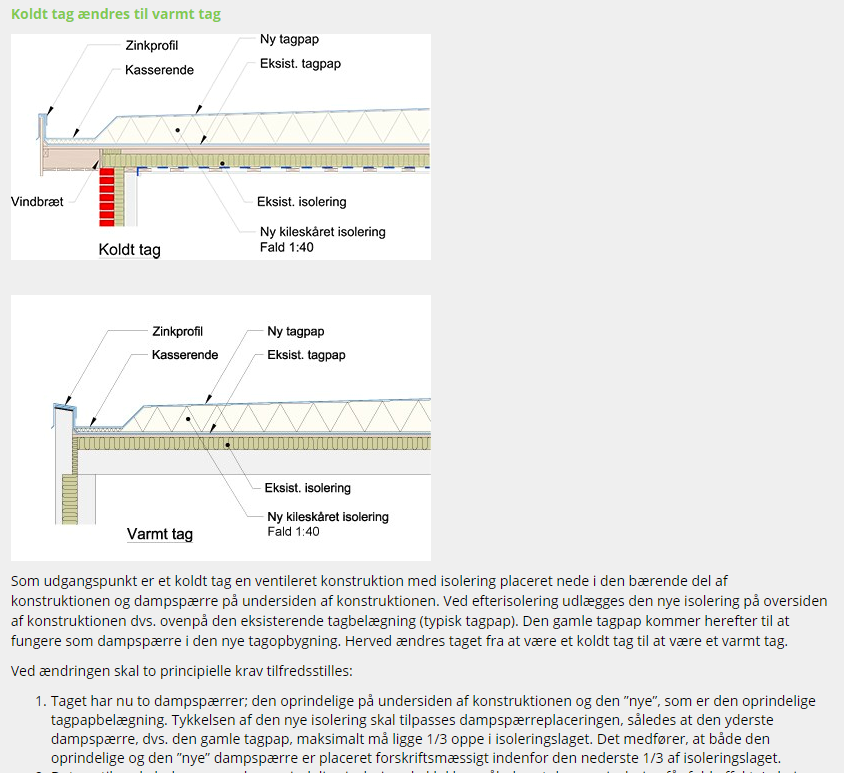 Koldt tag ændres til varmt tag
Zinkprofil
Ny tagpap
Kasserende
Eksist. tagpap
Vindbræt
Eksist. isolering
Ny kileskåret isolering
Fald 1:40
Koldt tag
Zinkprofil
Ny tagpap
Kasserende
Eksist. tagpap
Eksist. isolering
Ny kileskåret isolering
Fald 1:40
Varmt tag
Som udgangspunkt er et koldt tag en ventileret konstruktion med isolering placeret nede i den bærende del af
konstruktionen og dampspærre på undersiden af konstruktionen. Ved efterisolering udlægges den nye isolering på oversiden
af konstruktionen dvs. ovenpå den eksisterende tagbelægning (typisk tagpap). Den gamle tagpap kommer herefter til at
fungere som dampspærre i den nye tagopbygning. Herved ændres taget fra at være et koldt tag til at være et varmt tag.
Ved ændringen skal to principielle krav tilfredsstilles:
1. Taget har nu to dampspærrer; den oprindelige på undersiden af konstruktionen og den ”nye”, som er den oprindelige
tagpapbelægning. Tykkelsen af den nye isolering skal tilpasses dampspærreplaceringen, således at den yderste
dampspærre, dvs. den gamle tagpap, maksimalt må ligge 1/3 oppe i isoleringslaget. Det medfører, at både den
oprindelige og den ”nye” dampspærre er placeret forskriftsmæssigt indenfor den nederste 1/3 af isoleringslaget.